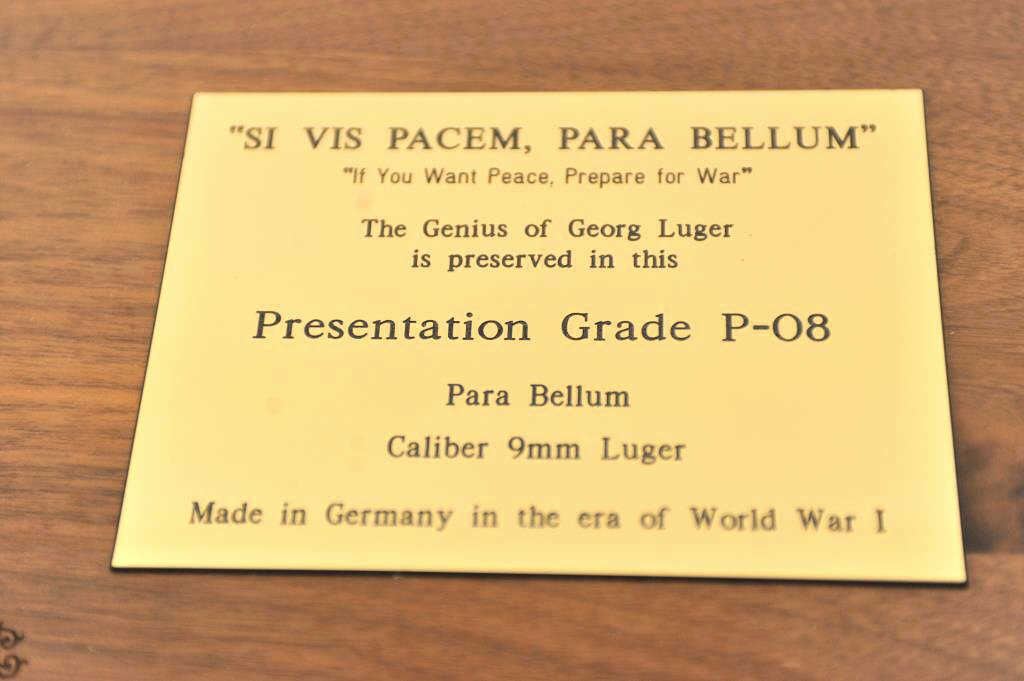 "SI VIS PACEM, PARA BELLUM"
"If You Want Peace, Prepare for War"
The Genius of Georg Luger
is preserved in this
Presentation Grade P-08
Para Bellum
Caliber 9mm Luger
Made in Germany in the era of World War I